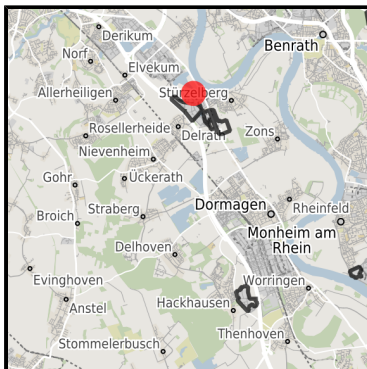 Derikum
Benrath
Norf
Elvekum
Allerheiligen
Stürzelberg
Rosellerheide
Delrath
Zons
Nievenheim
Gohr
Ückerath
Straberg
Dormagen
Rheinfeld
Broich
Monheim am
Rhein
Delhoven
Evinghoven
Worringen
Anstel
Hackhausen
Thenhoven
Stommelerbusch